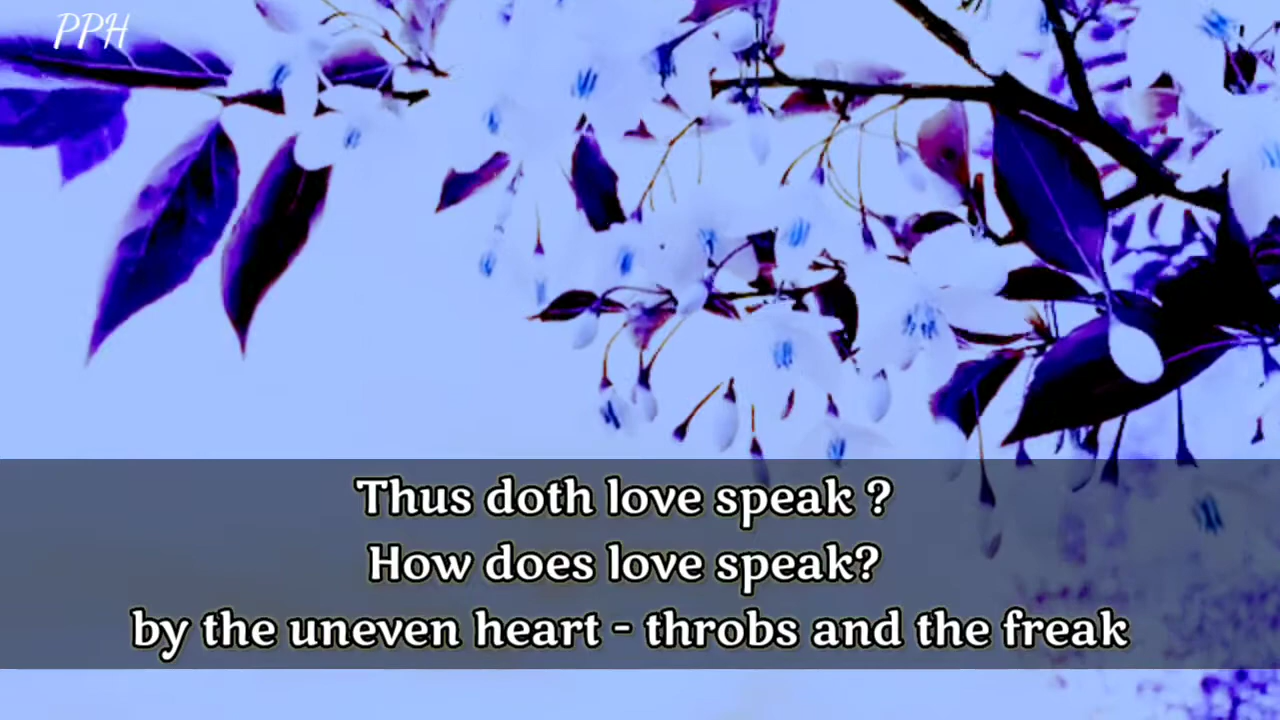 PPH
Thus doth love speak ?
How does love speak?
by the uneven heart - throbs and the freak